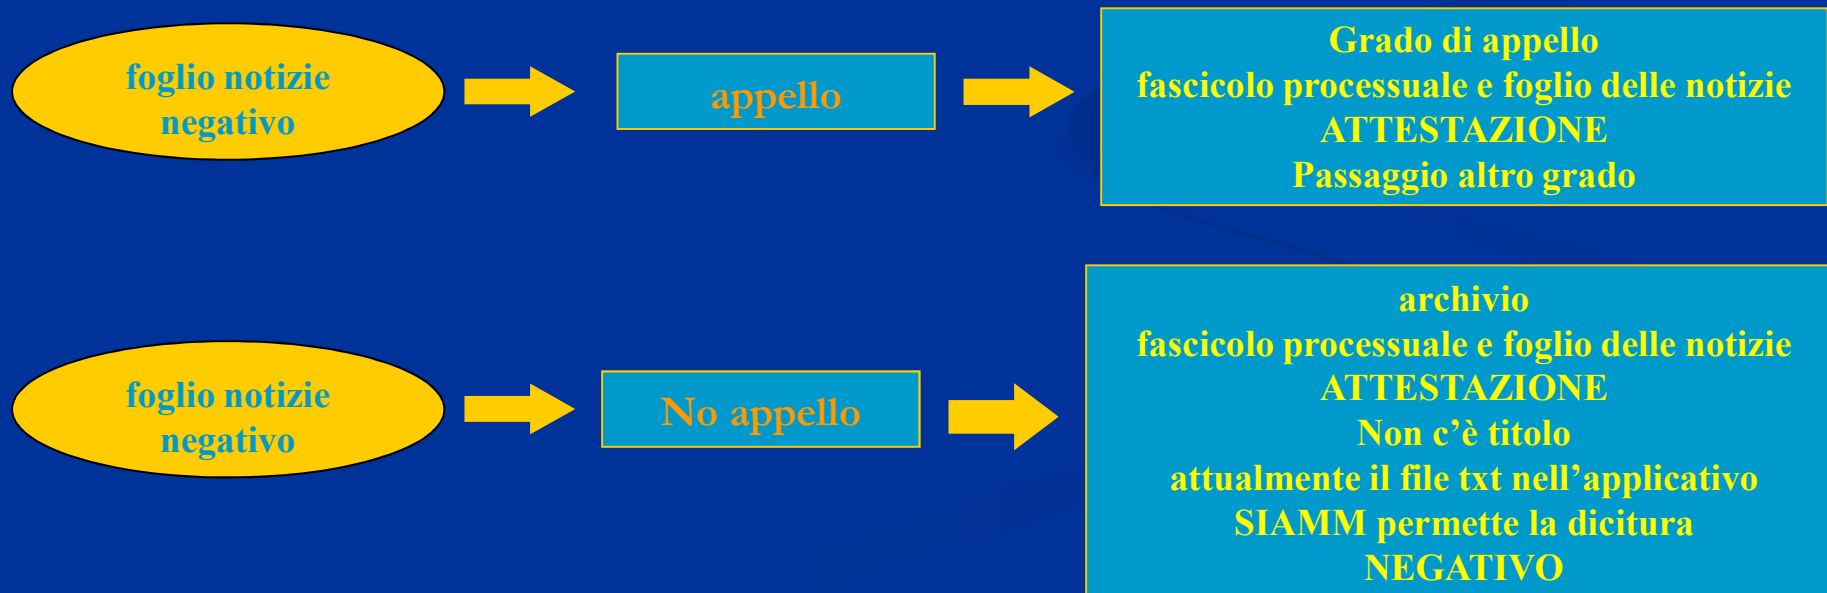 foglio notizie
negativo
appello
Grado di appello
fascicolo processuale e foglio delle notizie
ATTESTAZIONE
Passaggio altro grado
foglio notizie
negativo
No appello
archivio
fascicolo processuale e foglio delle notizie
ATTESTAZIONE
Non c’è titolo
attualmente il file txt nell’applicativo
SIAMM permette la dicitura
NEGATIVO